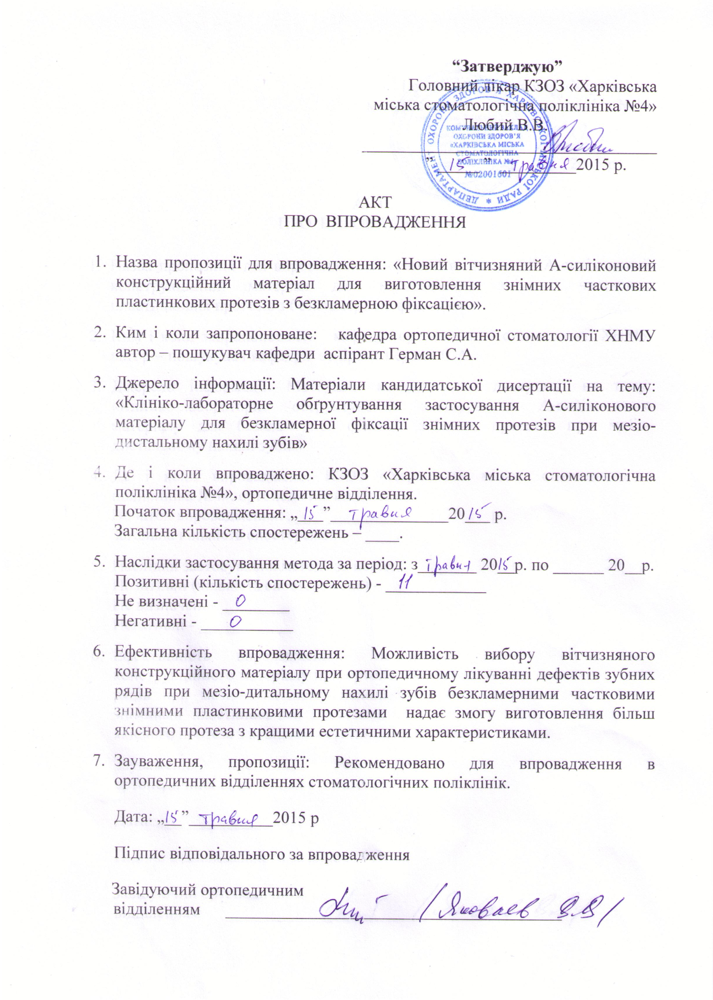 “Затверджую”
Головний лікар КЗОЗ «Харківська
міська стоматологічна поліклініка №4»
Любий В.В.
ДЕПАРТАМЕНТ ОХОРОНИ ЗДОРОВ'Я ХАРКІВСЬКОЇ МІСЬКОЇ РАДИ *
КОМУНАЛЬНИЙ ЗАКЛАД
ОХОРОНИ ЗДОРОВ'Я
«ХАРКІВСЬКА МІСЬКА
СТОМАТОЛОГІЧНА
ПОЛІКЛІНІКА №4»
№02001601
„ 15 ” травня 2015 р.
АКТ
ПРО ВПРОВАДЖЕННЯ
1. Назва пропозиції для впровадження: «Новий вітчизняний А-силіконовий
конструкційний матеріал для виготовлення знімних часткових
пластинкових протезів з безкламерною фіксацією».
2. Ким і коли запропоноване: кафедра ортопедичної стоматології ХНМУ
автор – пошукувач кафедри аспірант Герман С.А.
3. Джерело інформації: Матеріали кандидатської дисертації на тему:
«Клініко-лабораторне обґрунтування застосування А-силіконового
матеріалу для безкламерної фіксації знімних протезів при мезіо-
дистальному нахилі зубів»
4. Де і коли впроваджено: КЗОЗ «Харківська міська стоматологічна
поліклініка №4», ортопедичне відділення.
Початок впровадження: „15” травня 2015 р.
Загальна кількість спостережень – ____.
5. Наслідки застосування метода за період: з травня 2015 р. по ______ 20__р.
Позитивні (кількість спостережень) - 11
Не визначені - 0
Негативні - 0
6. Ефективність впровадження: Можливість вибору вітчизняного
конструкційного матеріалу при ортопедичному лікуванні дефектів зубних
рядів при мезіо-дитальному нахилі зубів безкламерними частковими
знімними пластинковими протезами надає змогу виготовлення більш
якісного протеза з кращими естетичними характеристиками.
7. Зауваження, пропозиції: Рекомендовано для впровадження в
ортопедичних відділеннях стоматологічних поліклінік.
Дата: „15” травня 2015 р
Підпис відповідального за впровадження
Завідуючий ортопедичним
відділенням / Яковлев В.В /